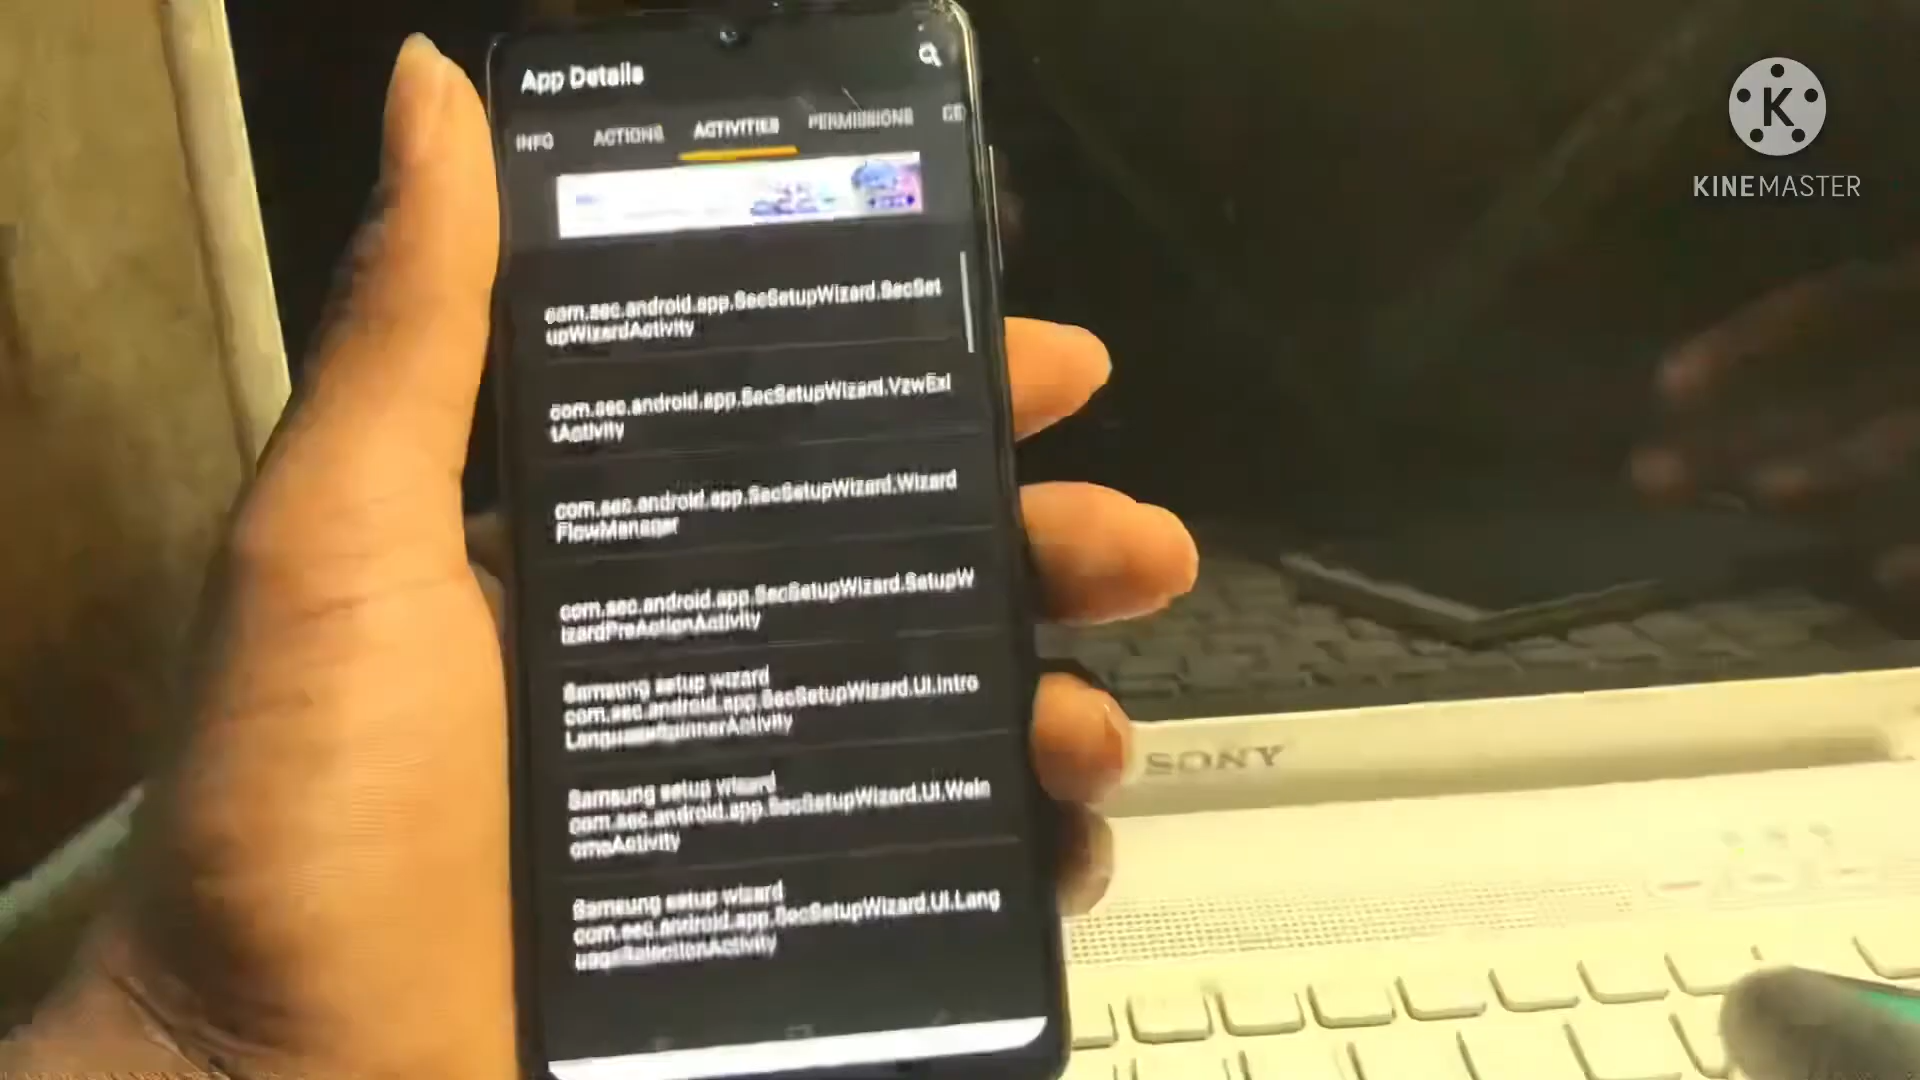 App Details
INFO ACTIONS ACTIVITIES PERMISSIONS
com.sec.android.app.SecSetupWizard.SecSet
upWizardActivity
com.sec.android.app.SecSetupWizard.VzwExi
tActivity
com.sec.android.app.SecSetupWizard.Wizard
FlowManager
com.sec.android.app.SecSetupWizard.SetupW
izardPreActionActivity
Samsung setup wizard
com.sec.android.app.SecSetupWizard.UI.Intro
LanguageSpinnerActivity
Samsung setup wizard
com.sec.android.app.SecSetupWizard.UI.Welc
omeActivity
Samsung setup wizard
com.sec.android.app.SecSetupWizard.UI.Lang
uageSelectionActivity
K
KINEMASTER
SONY